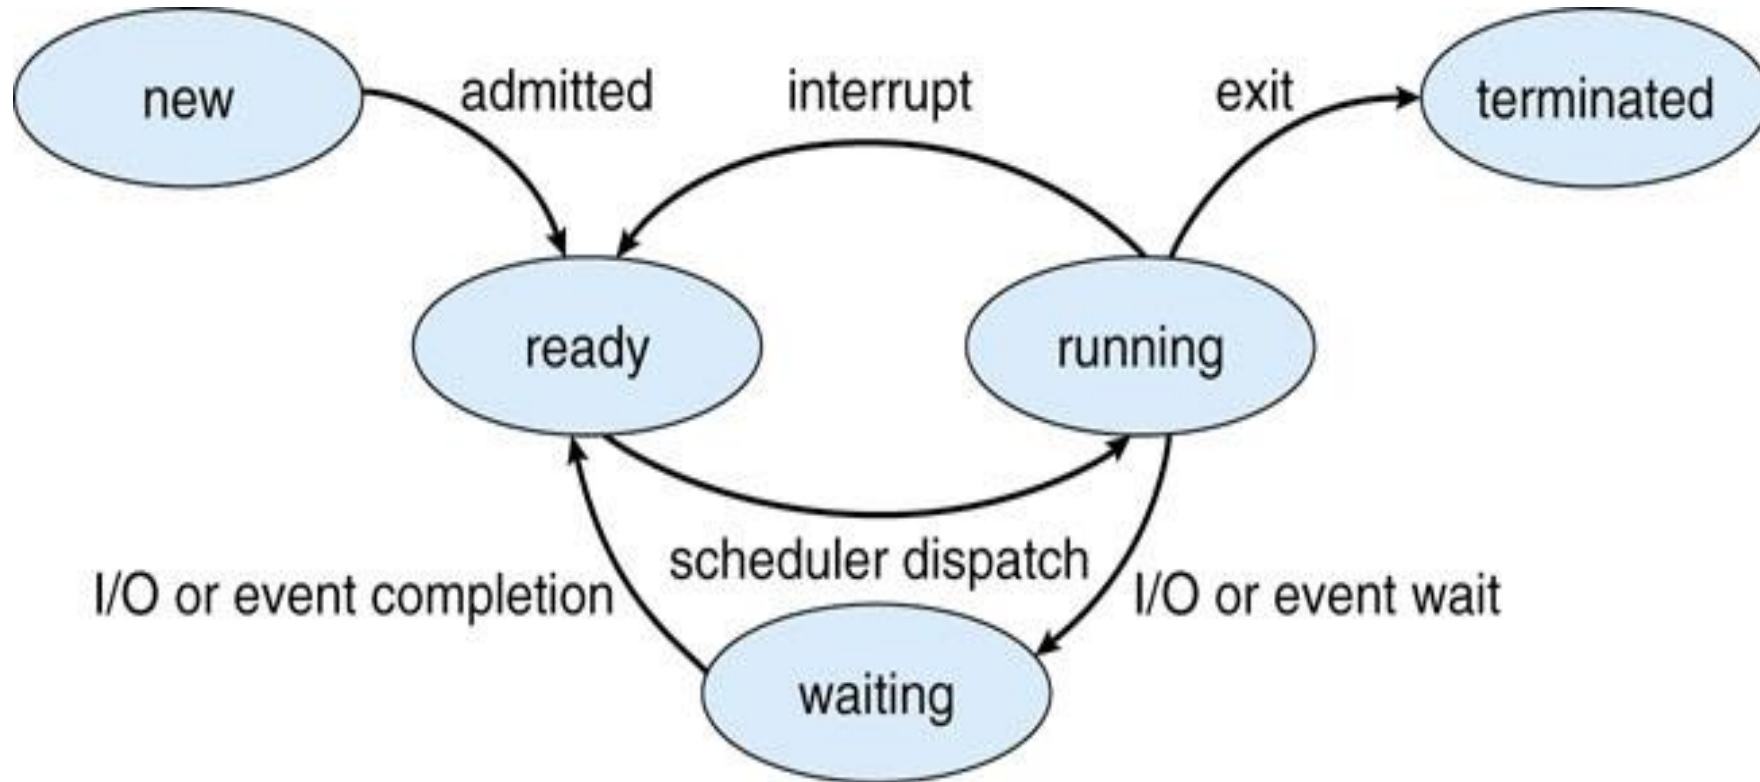 new
admitted
interrupt
exit
terminated
ready
running
scheduler dispatch
I/O or event completion
I/O or event wait
waiting